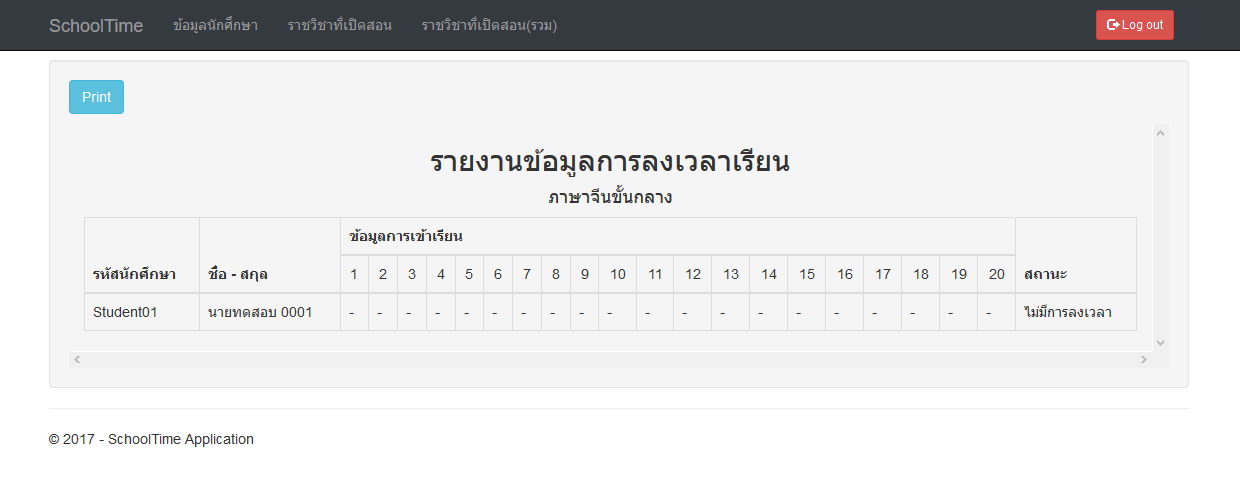 SchoolTime ข้อมูลนักศึกษา ราชวิชาที่เปิดสอน ราชวิชาที่เปิดสอน(รวม) Log out
Print
รายงานข้อมูลการลงเวลาเรียน
ภาษาจีนขั้นกลาง
ข้อมูลการเข้าเรียน
รหัสนักศึกษา ชื่อ - สกุล 1 2 3 4 5 6 7 8 9 10 11 12 13 14 15 16 17 18 19 20 สถานะ
Student01 นายทดสอบ 0001 - - - - - - - - - - - - - - - - - - - - ไม่มีการลงเวลา
© 2017 - SchoolTime Application